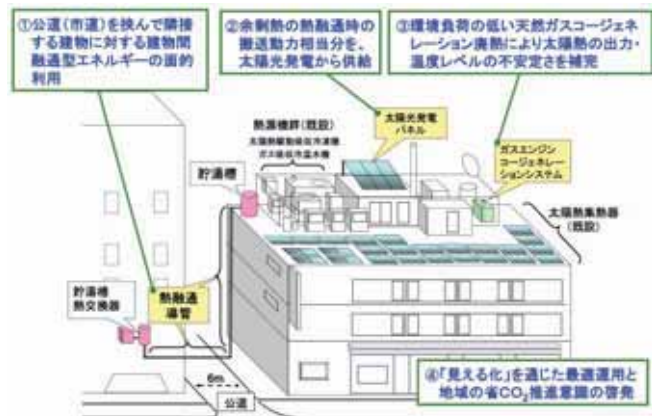 ①公道(市道)を挟んで隣接
する建物に対する建物間
融通型エネルギーの面的
利用
②余剰熱の熱融通時の
搬送動力相当分を、
太陽光発電から供給
③環境負荷の低い天然ガスコージェネ
レーション廃熱により太陽熱の出力・
温度レベルの不安定さを補完
熱源機群(既設)
太陽熱駆動吸収冷凍機
ガス吸収冷温水機
太陽光発電
パネル
ガスエンジン
コージェネレー
ションシステム
貯湯槽
太陽熱集熱器
(既設)
貯湯槽
熱交換器
熱融通
導管
6m
公道
④「見える化」を通じた最適運用と
地域の省CO₂推進意識の啓発